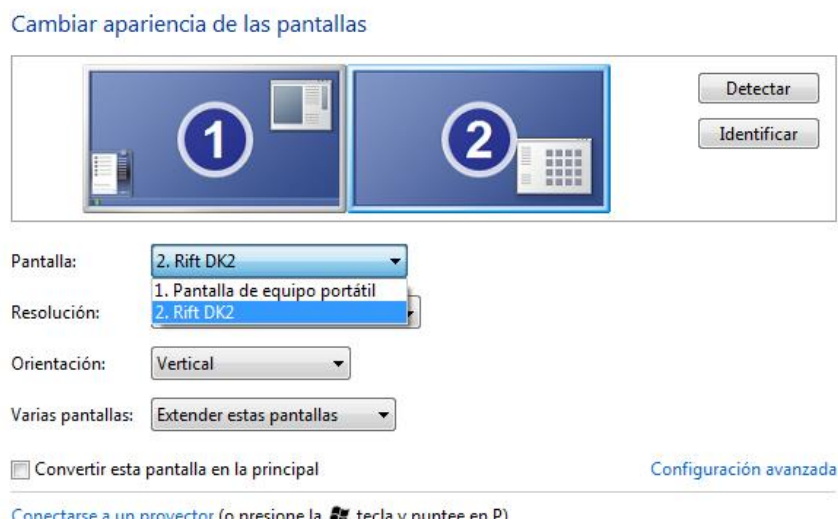 Cambiar apariencia de las pantallas
1
2
Detectar
Identificar
Pantalla: 2. Rift DK2
1. Pantalla de equipo portátil
Resolución: 2. Rift DK2
Orientación: Vertical
Varias pantallas: Extender estas pantallas
Convertir esta pantalla en la principal Configuración avanzada
Conectarse a un proyector (o presione la tecla y puntee en P)